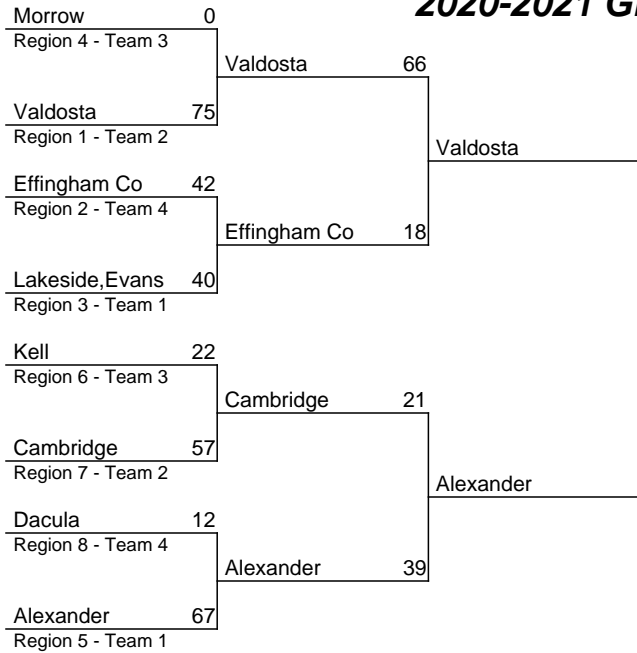 2020-2021 G
Morrow 0
Region 4 - Team 3
Valdosta 66
Valdosta 75
Region 1 - Team 2
Valdosta
Effingham Co 42
Region 2 - Team 4
Effingham Co 18
Lakeside,Evans 40
Region 3 - Team 1
Kell 22
Region 6 - Team 3
Cambridge 21
Cambridge 57
Region 7 - Team 2
Alexander
Dacula 12
Region 8 - Team 4
Alexander 39
Alexander 67
Region 5 - Team 1